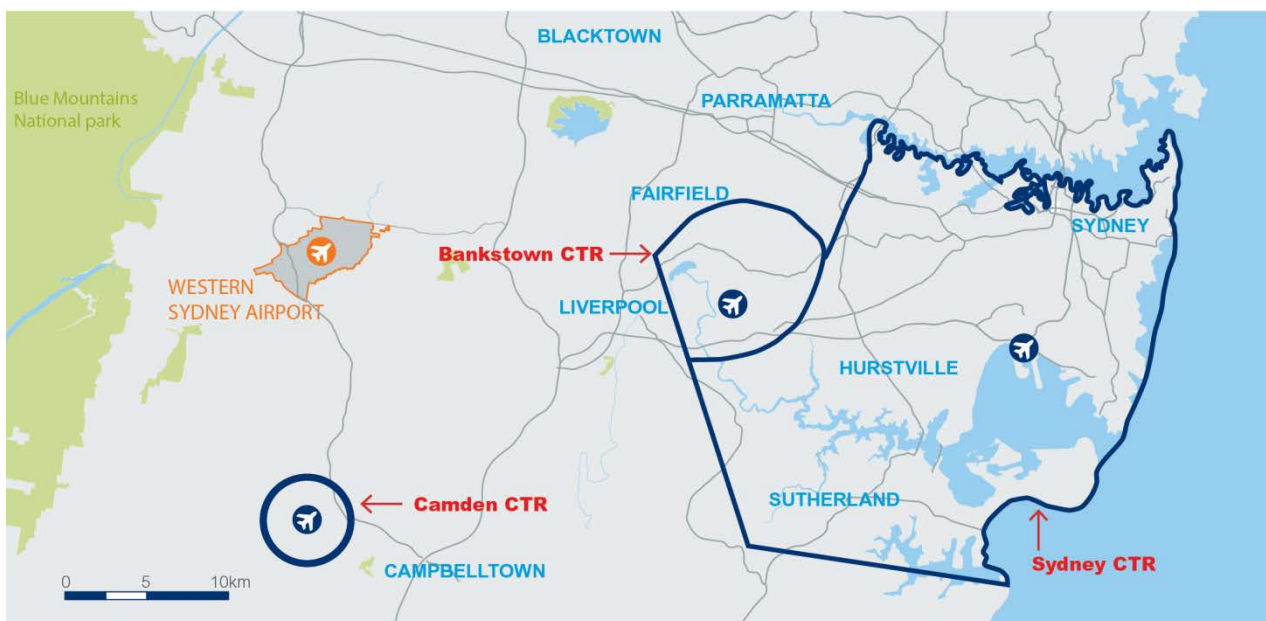 BLACKTOWN
Blue Mountains
National park
PARRAMATTA
FAIRFIELD
SYDNEY
Bankstown CTR
WESTERN
SYDNEY AIRPORT
LIVERPOOL
HURSTVILLE
SUTHERLAND
Camden CTR
CAMPBELLTOWN
Sydney CTR
0 5 10km